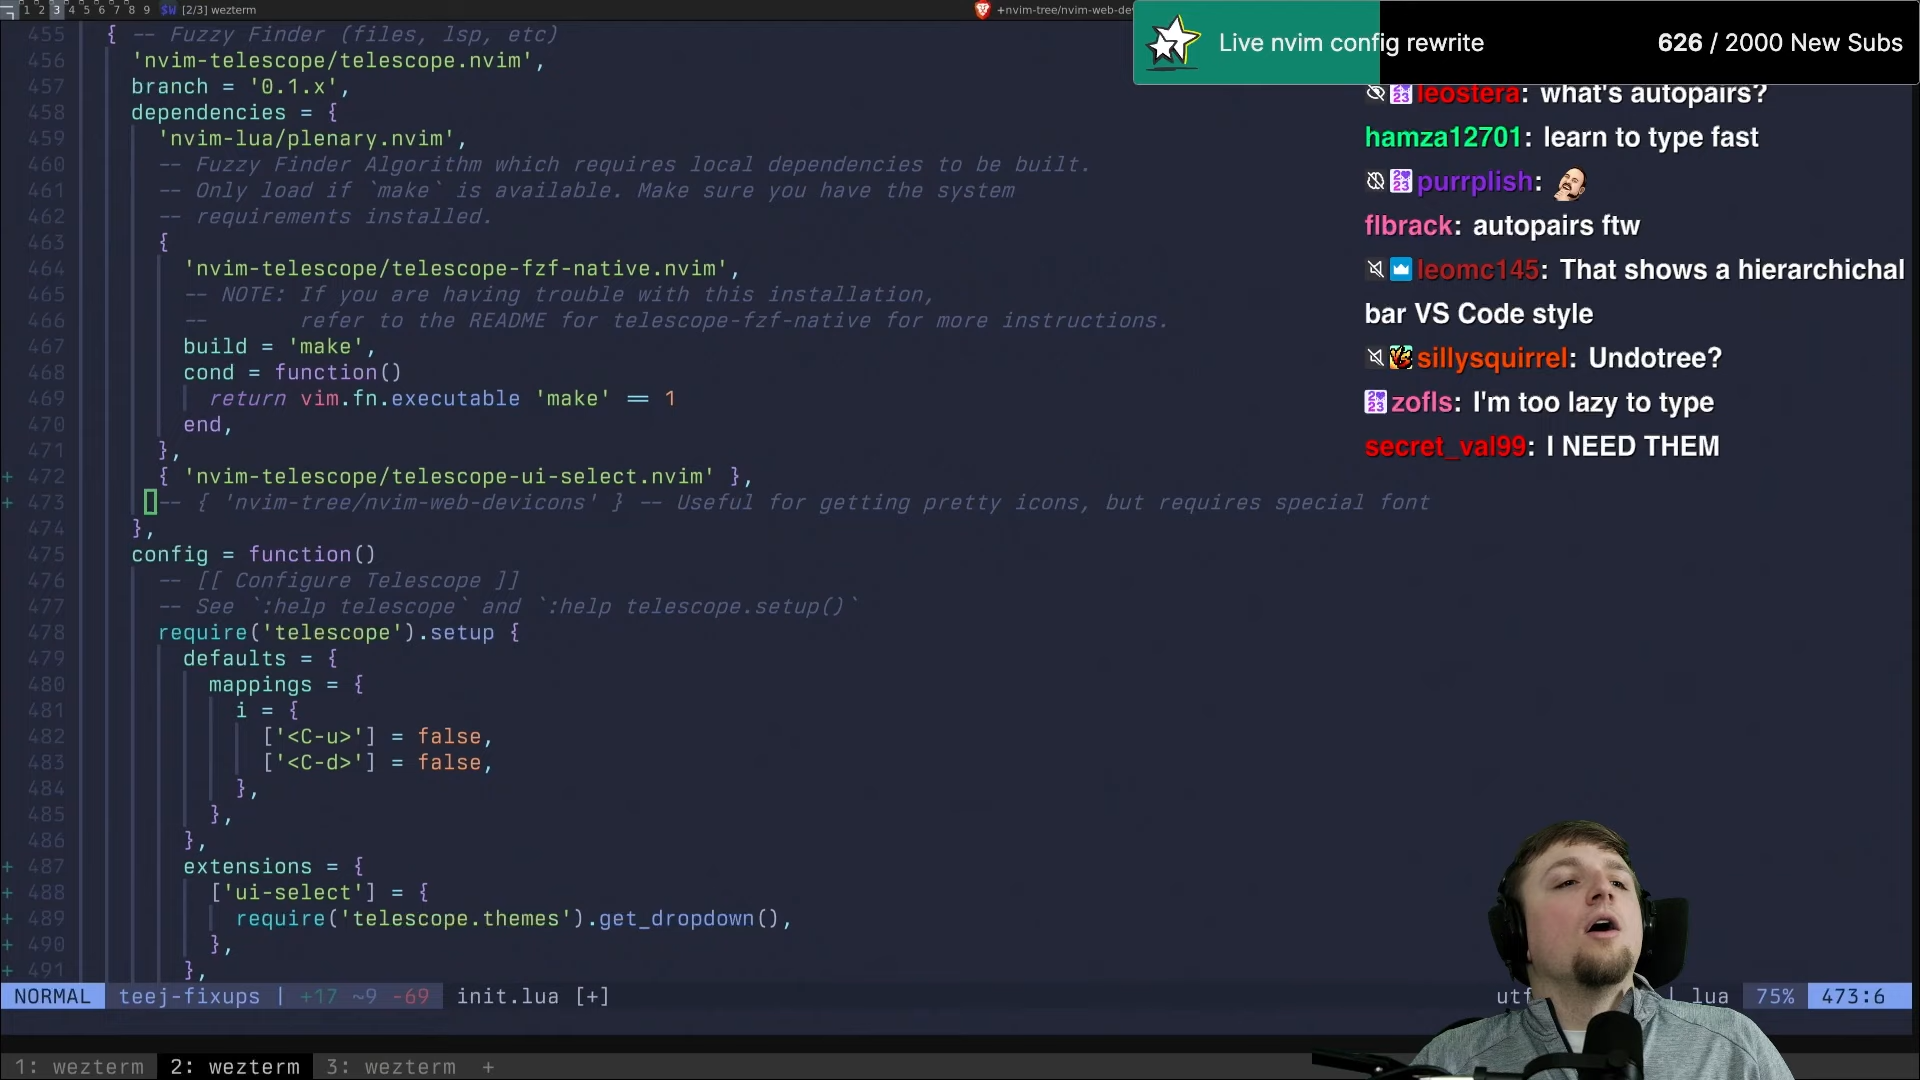 1 2 3 4 5 6 7 8 9 $W [2/3] wezterm
+nvim-tree/nvim-web-dev
Live nvim config rewrite 626 / 2000 New Subs
455 { -- Fuzzy Finder (files, lsp, etc)
456 'nvim-telescope/telescope.nvim',
457 branch = '0.1.x',
458 dependencies = {
459 'nvim-lua/plenary.nvim',
460 -- Fuzzy Finder Algorithm which requires local dependencies to be built.
461 -- Only load if `make` is available. Make sure you have the system
462 -- requirements installed.
463 {
464 'nvim-telescope/telescope-fzf-native.nvim',
465 -- NOTE: If you are having trouble with this installation,
466 -- refer to the README for telescope-fzf-native for more instructions.
467 build = 'make',
468 cond = function()
469 return vim.fn.executable 'make' == 1
470 end,
471 },
+ 472 { 'nvim-telescope/telescope-ui-select.nvim' },
+ 473 -- { 'nvim-tree/nvim-web-devicons' } -- Useful for getting pretty icons, but requires special font
474 },
475 config = function()
476 -- [[ Configure Telescope ]]
477 -- See `:help telescope` and `:help telescope.setup()`
478 require('telescope').setup {
479 defaults = {
480 mappings = {
481 i = {
482 ['<C-u>'] = false,
483 ['<C-d>'] = false,
484 },
485 },
486 },
+ 487 extensions = {
+ 488 ['ui-select'] = {
+ 489 require('telescope.themes').get_dropdown(),
+ 490 },
+ 491 },
leostera: what's autopairs?
hamza12701: learn to type fast
purrplish:
flbrack: autopairs ftw
leomc145: That shows a hierarchichal
bar VS Code style
sillysquirrel: Undotree?
zofls: I'm too lazy to type
secret_val99: I NEED THEM
NORMAL teej-fixups | +17 ~9 -69 init.lua [+] utf | lua 75% 473:6
1: wezterm 2: wezterm 3: wezterm +